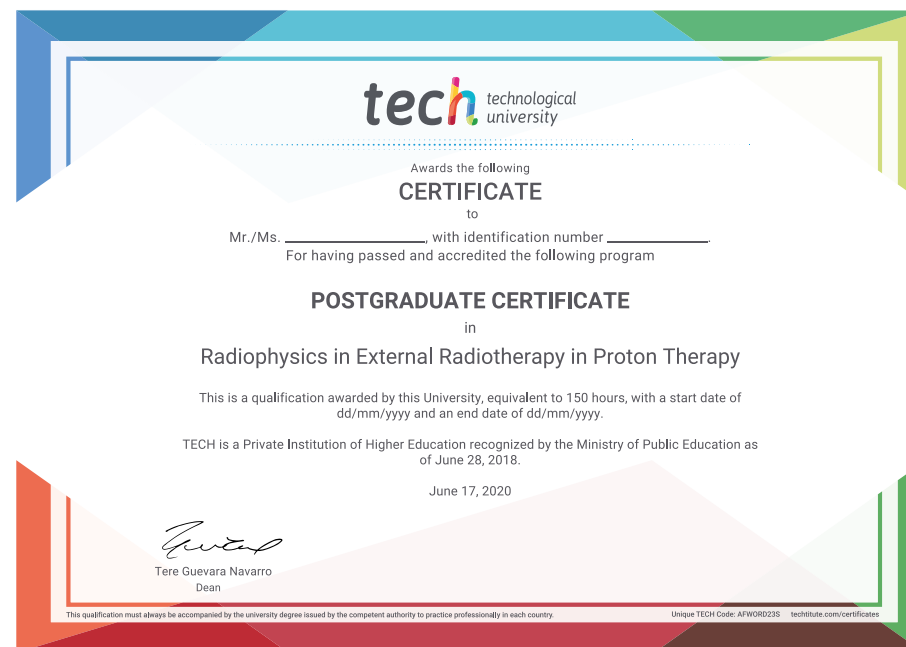 tech technological
university
Awards the following
CERTIFICATE
to
Mr./Ms. ____________________, with identification number ______________.
For having passed and accredited the following program
POSTGRADUATE CERTIFICATE
in
Radiophysics in External Radiotherapy in Proton Therapy
This is a qualification awarded by this University, equivalent to 150 hours, with a start date of
dd/mm/yyyy and an end date of dd/mm/yyyy.
TECH is a Private Institution of Higher Education recognized by the Ministry of Public Education as
of June 28, 2018.
June 17, 2020
Tere Guevara Navarro
Dean
This qualification must always be accompanied by the university degree issued by the competent authority to practice professionally in each country.
Unique TECH Code: AFWORD23S techtitute.com/certificates